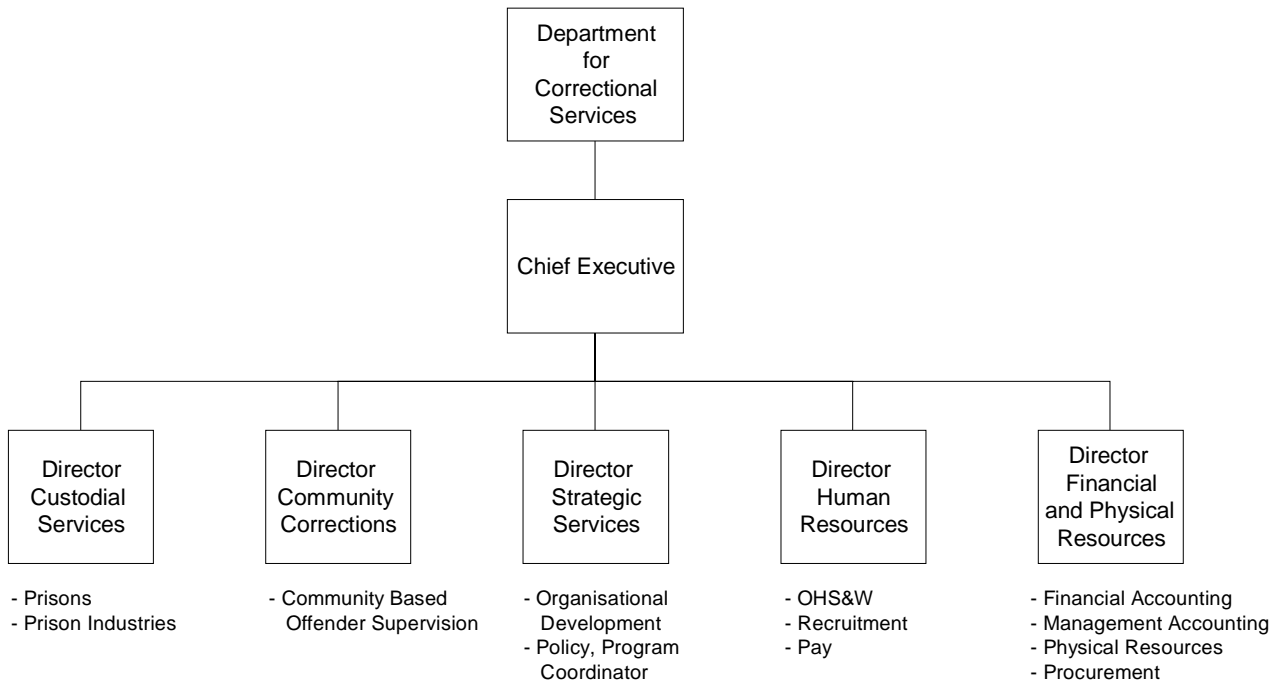 Department
for
Correctional
Services
Chief Executive
Director
Custodial
Services
Director
Community
Corrections
Director
Strategic
Services
Director
Human
Resources
Director
Financial
and Physical
Resources
- Prisons
- Prison Industries
- Community Based
Offender Supervision
- Organisational
Development
- Policy, Program
Coordinator
- OHS&W
- Recruitment
- Pay
- Financial Accounting
- Management Accounting
- Physical Resources
- Procurement